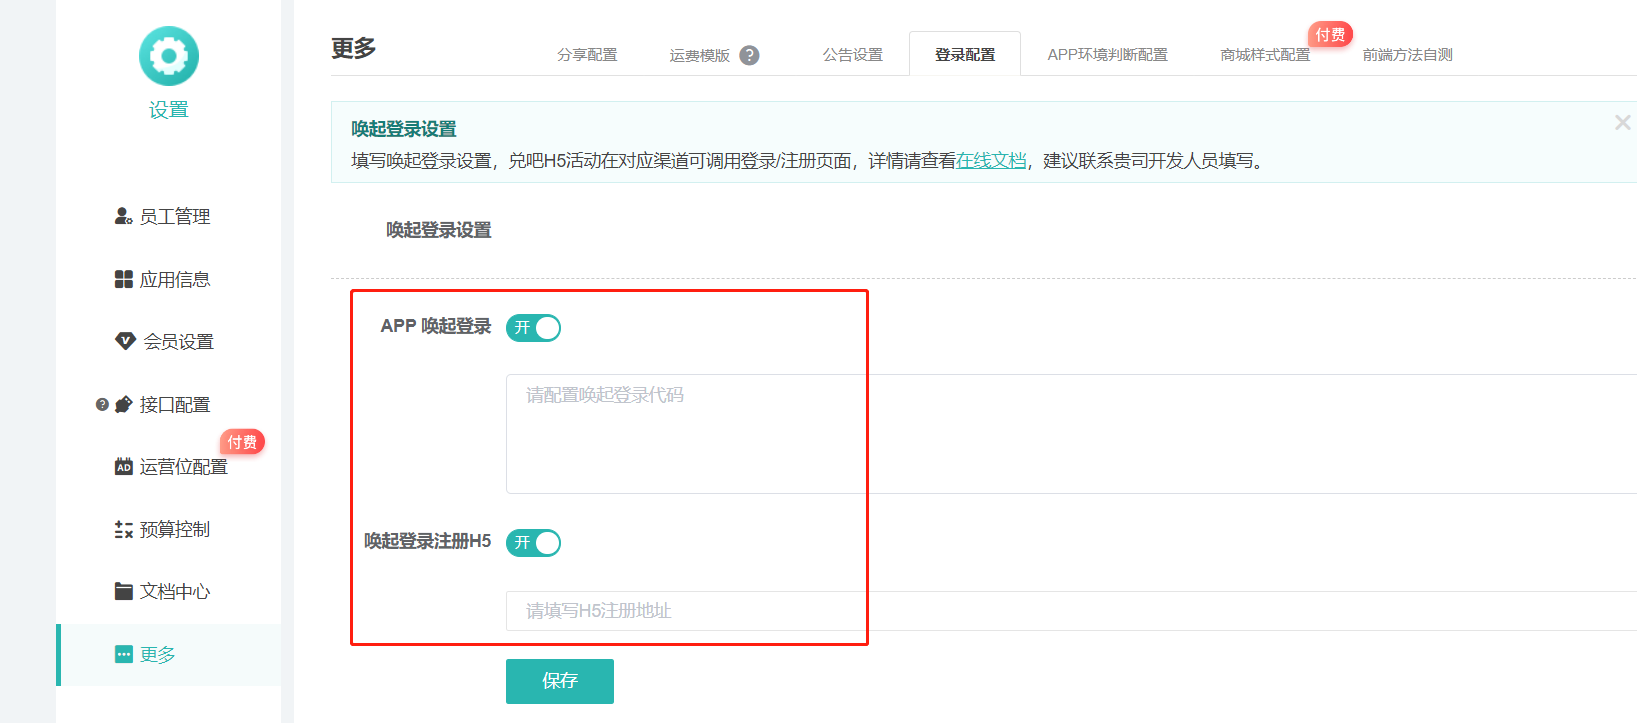 设置
员工管理
应用信息
会员设置
接口配置
付费
运营位配置
预算控制
文档中心
更多
更多
分享配置
运费模版
公告设置
登录配置
APP环境判断配置
商城样式配置
付费
前端方法自测
唤起登录设置
填写唤起登录设置，兑吧H5活动在对应渠道可调用登录/注册页面，详情请查看在线文档，建议联系贵司开发人员填写。
唤起登录设置
APP 唤起登录
开
请配置唤起登录代码
唤起登录注册H5
开
请填写H5注册地址
保存